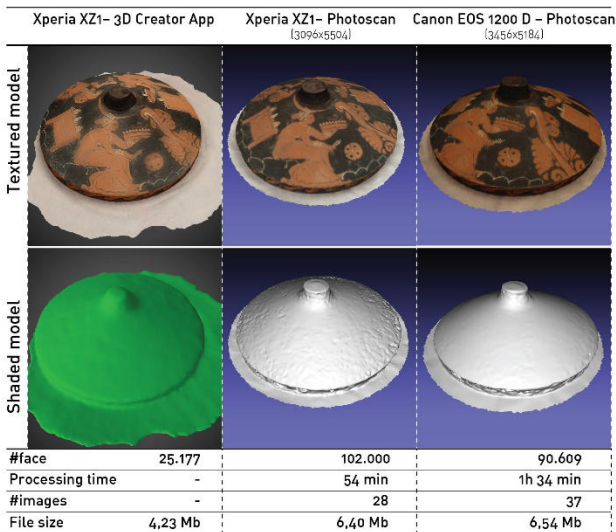 Xperia XZ1– 3D Creator App Xperia XZ1– Photoscan Canon EOS 1200 D – Photoscan
(3096x5504) (3456x5184)
Textured model
Shaded model
#face 25.177 102.000 90.609
Processing time - 54 min 1h 34 min
#images - 28 37
File size 4,23 Mb 6,40 Mb 6,54 Mb